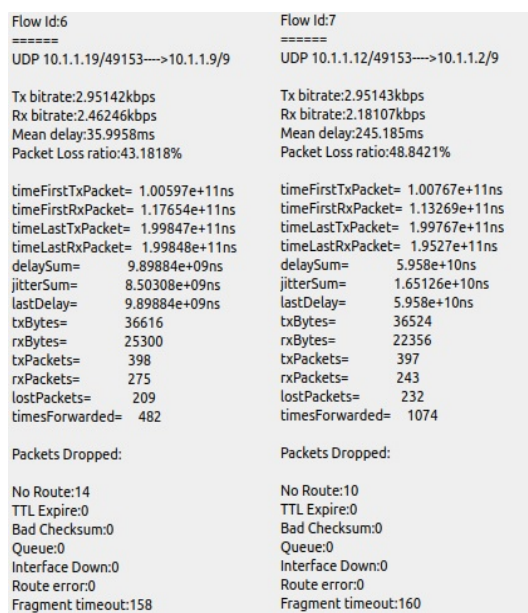 Flow Id:6
======
UDP 10.1.1.19/49153---->10.1.1.9/9
Tx bitrate:2.95142kbps
Rx bitrate:2.46246kbps
Mean delay:35.9958ms
Packet Loss ratio:43.1818%
timeFirstTxPacket= 1.00597e+11ns
timeFirstRxPacket= 1.17654e+11ns
timeLastTxPacket= 1.99847e+11ns
timeLastRxPacket= 1.99848e+11ns
delaySum= 9.89884e+09ns
jitterSum= 8.50308e+09ns
lastDelay= 9.89884e+09ns
txBytes= 36616
rxBytes= 25300
txPackets= 398
rxPackets= 275
lostPackets= 209
timesForwarded= 482
Packets Dropped:
No Route:14
TTL Expire:0
Bad Checksum:0
Queue:0
Interface Down:0
Route error:0
Fragment timeout:158
Flow Id:7
======
UDP 10.1.1.12/49153---->10.1.1.2/9
Tx bitrate:2.95143kbps
Rx bitrate:2.18107kbps
Mean delay:245.185ms
Packet Loss ratio:48.8421%
timeFirstTxPacket= 1.00767e+11ns
timeFirstRxPacket= 1.13269e+11ns
timeLastTxPacket= 1.99767e+11ns
timeLastRxPacket= 1.9527e+11ns
delaySum= 5.958e+10ns
jitterSum= 1.65126e+10ns
lastDelay= 5.958e+10ns
txBytes= 36524
rxBytes= 22356
txPackets= 397
rxPackets= 243
lostPackets= 232
timesForwarded= 1074
Packets Dropped:
No Route:10
TTL Expire:0
Bad Checksum:0
Queue:0
Interface Down:0
Route error:0
Fragment timeout:160